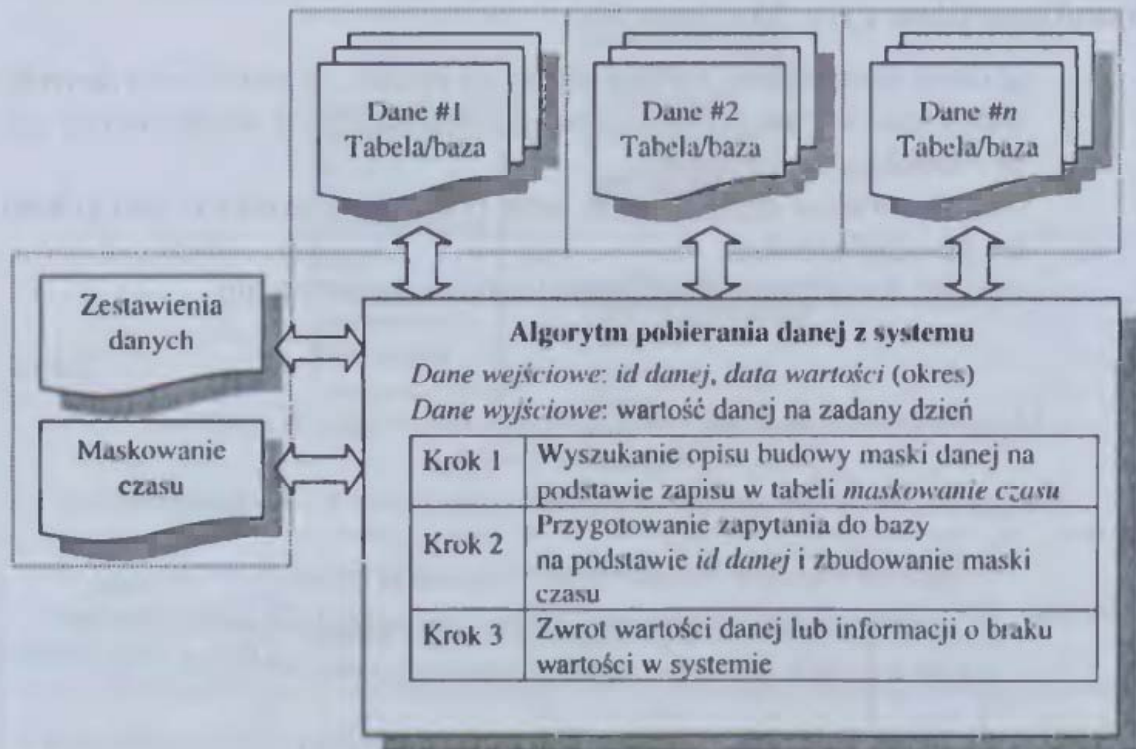 Dane #1
Tabela/baza
Dane #2
Tabela/baza
Dane #n
Tabela/baza
Zestawienia
danych
Maskowanie
czasu
Algorytm pobierania danej z systemu
Dane wejściowe: id danej, data wartości (okres)
Dane wyjściowe: wartość danej na zadany dzień
Krok 1
Wyszukanie opisu budowy maski danej na
podstawie zapisu w tabeli maskowanie czasu
Krok 2
Przygotowanie zapytania do bazy
na podstawie id danej i zbudowanie maski
czasu
Krok 3
Zwrot wartości danej lub informacji o braku
wartości w systemie